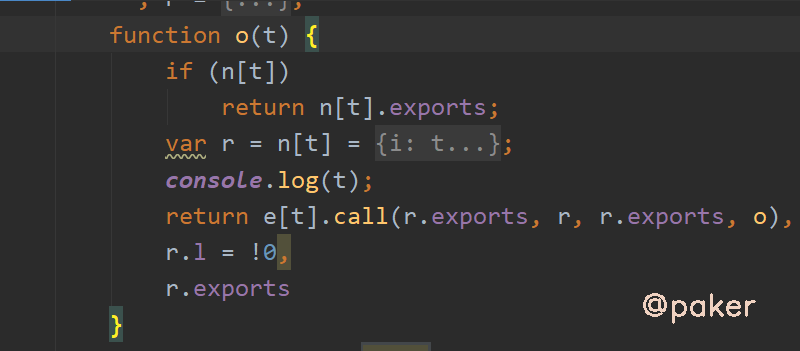 function o(t) {
if (n[t])
return n[t].exports;
var r = n[t] = {i: t...};
console.log(t);
return e[t].call(r.exports, r, r.exports, o),
r.l = !0,
r.exports
}
@paker